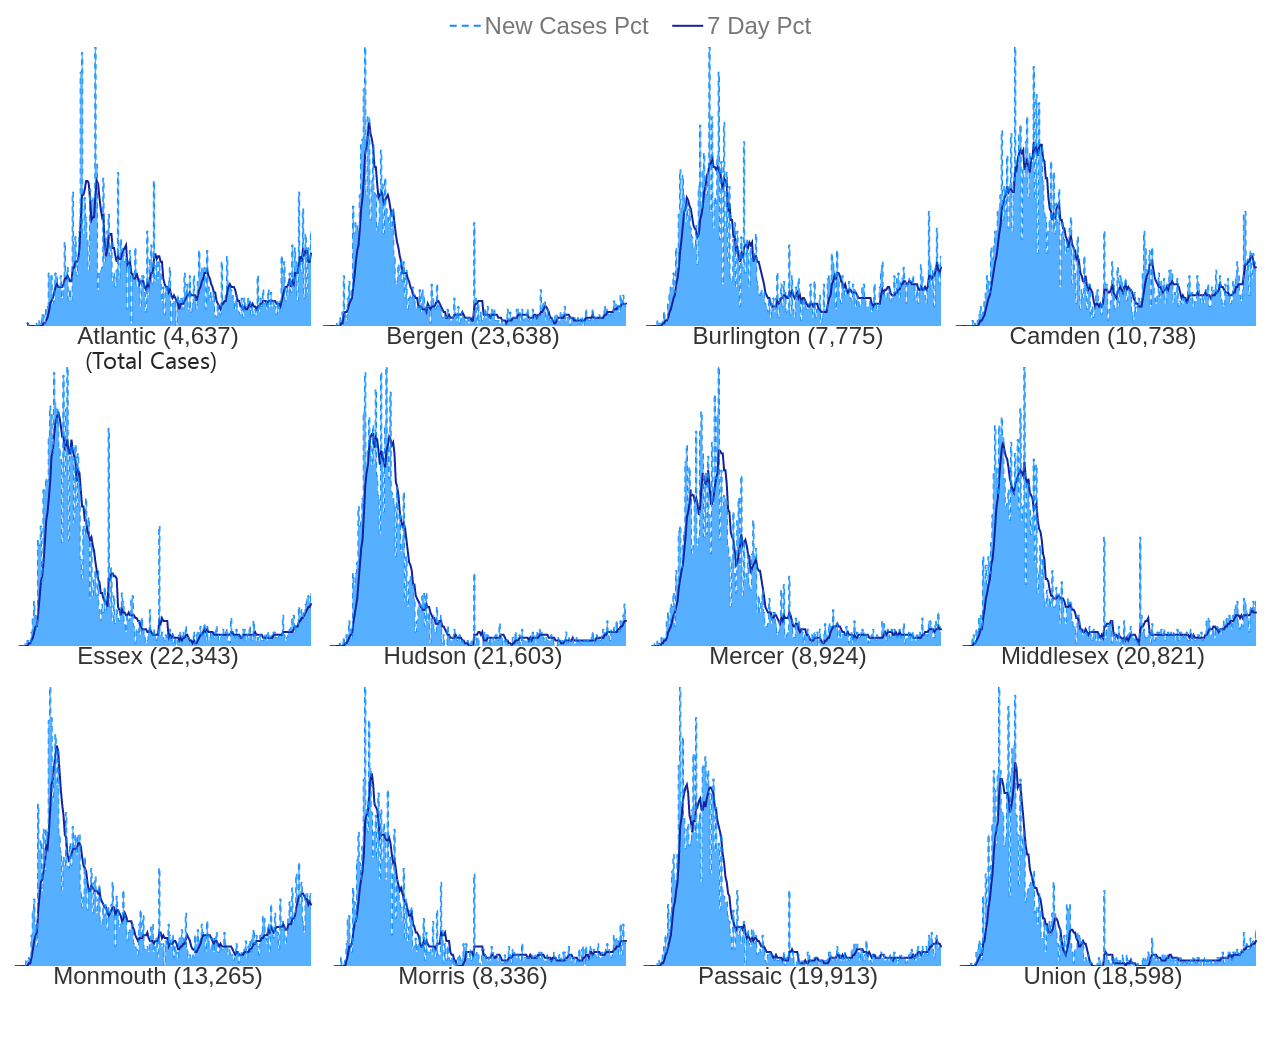 New Cases Pct 7 Day Pct
Atlantic (4,637) Bergen (23,638) Burlington (7,775) Camden (10,738)
(Total Cases)
Essex (22,343) Hudson (21,603) Mercer (8,924) Middlesex (20,821)
Monmouth (13,265) Morris (8,336) Passaic (19,913) Union (18,598)